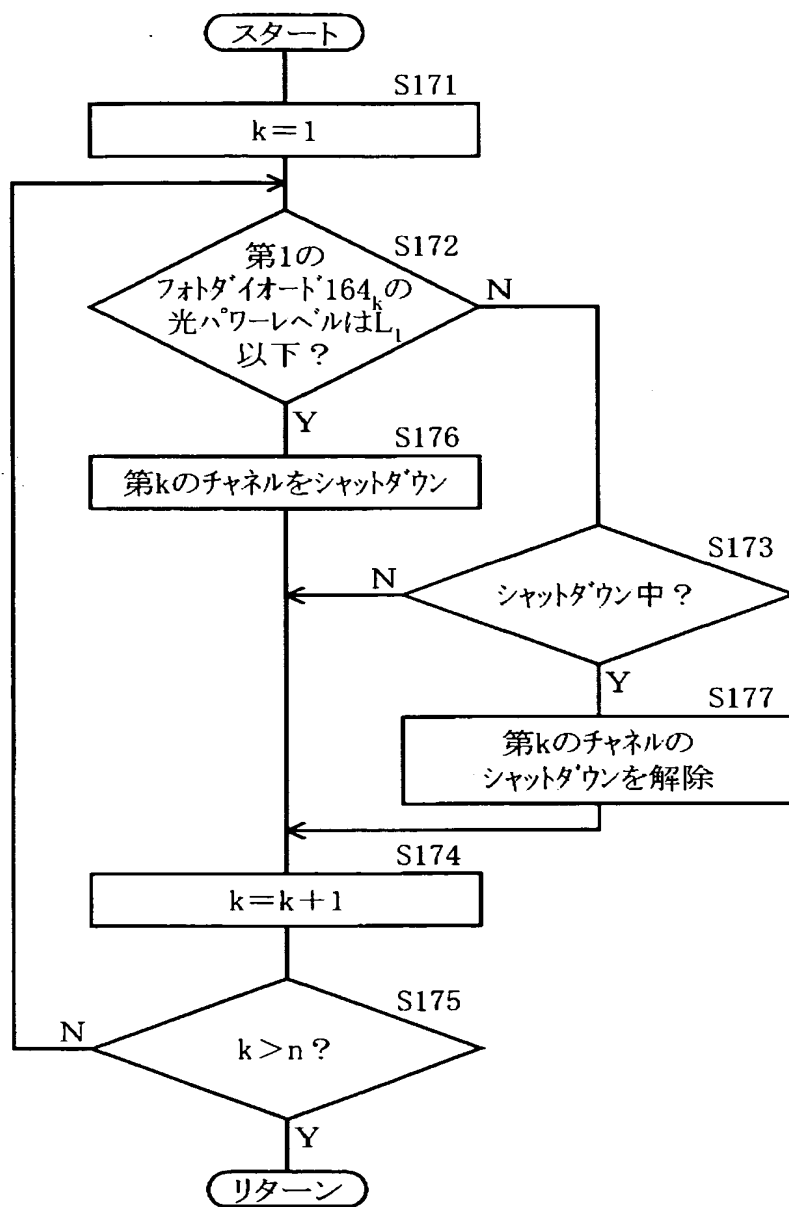 スタート
S171
k＝1
S172
第1の
フォトダイオード164kの
光パワーレベルはL1
以下？
N
Y
S176
第kのチャネルをシャットダウン
S173
シャットダウン中？
N
Y
S177
第kのチャネルの
シャットダウンを解除
S174
k＝k＋1
S175
k＞n？
N
Y
リターン